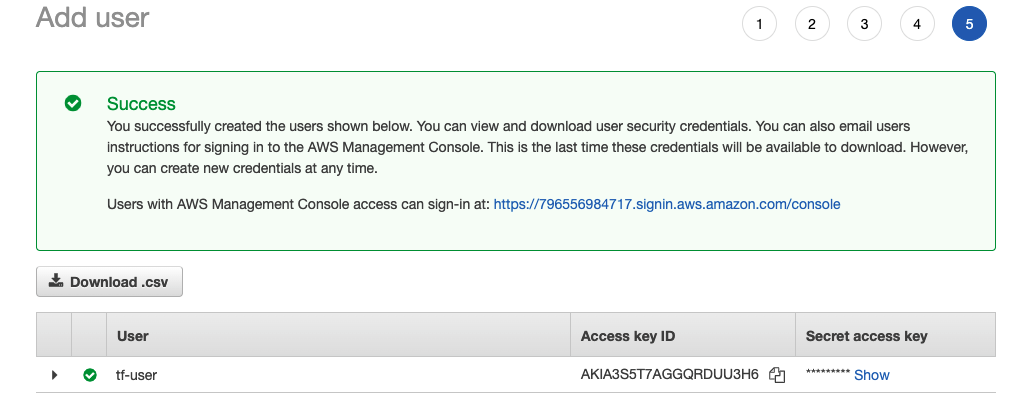 Add user
1 2 3 4 5
Success
You successfully created the users shown below. You can view and download user security credentials. You can also email users
instructions for signing in to the AWS Management Console. This is the last time these credentials will be available to download. However,
you can create new credentials at any time.
Users with AWS Management Console access can sign-in at: https://796556984717.signin.aws.amazon.com/console
Download .csv
User Access key ID Secret access key
tf-user AKIA3S5T7AGGQRDUU3H6 ********* Show